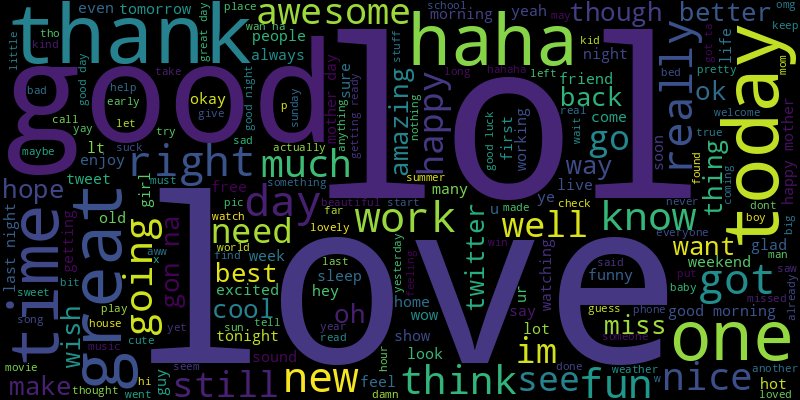 even tomorrow
thank
awesome
haha
morning
yeah
though
better
omg
school
place
wan na
people
always
great day
stuff
may
keep
little
tho
kind
good
lol
bad
good day
help
early
call
yay
maybe
let
okay
take
give
try
suck
good night
sad
sunday
p
sure
mother day
anything
getting ready
actually
amazing
nothing
happy
long
hahaha
left
kid
night
friend
back
first
good luck
working
real
come
wait
go
way
really
ok
life
pretty
bed
got ta
mom
today
welcome
true
thing
soon
coming
happy mother
lt
enjoy
tweet
right
much
must
girl
hope
last night
time
great
old
going
getting
wish
bit
sweet
song
pic
free
something
day
beautiful
watch
need
world
lovely
far
start
work
summer
many
ye
u
made
live
check
well
know
found
never
dont
boy
big
everyone
want
glad
man
gon na
aww
x
find
week
best
excited
cool
last
sleep
hey
oh
yesterday
feeling
home
wow
twitter
win
ur
say
lot
watching
said
funny
weekend
put
baby
got
saw
missed
already
love
play
house
cute
yet
sun
tell
tonight
music
sound
year
read
show
look
im
guess
phone
miss
someone
good morning
one
movie
make
thought
hi
went
guy
seem
still
new
feel
hour
damn
think
see
done
fun
weather
w
nice
another
hot
loved